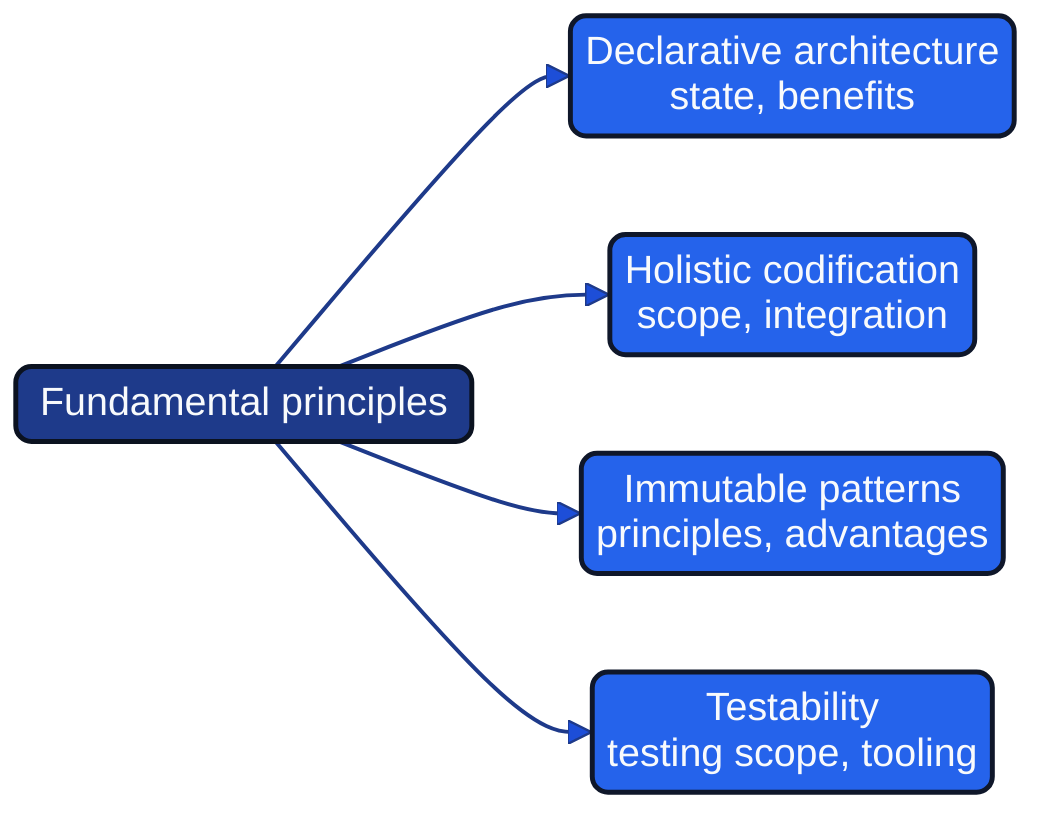 Declarative architecture
state, benefits
Holistic codification
scope, integration
Fundamental principles
Immutable patterns
principles, advantages
Testability
testing scope, tooling